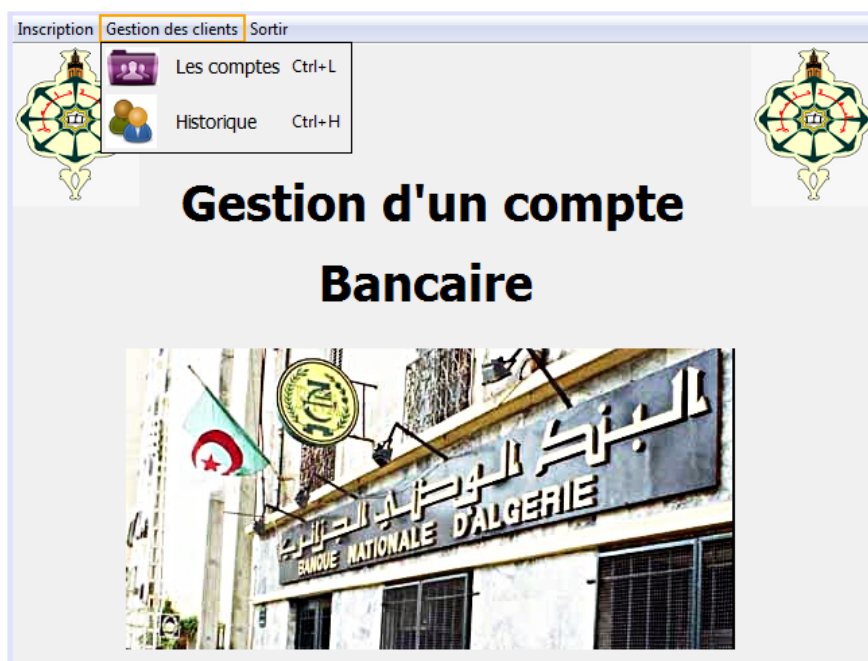 Inscription Gestion des clients Sortir
Les comptes Ctrl+L
Historique Ctrl+H
Gestion d'un compte
Bancaire
البنك الوطني الجزائري
BANQUE NATIONALE D'ALGERIE